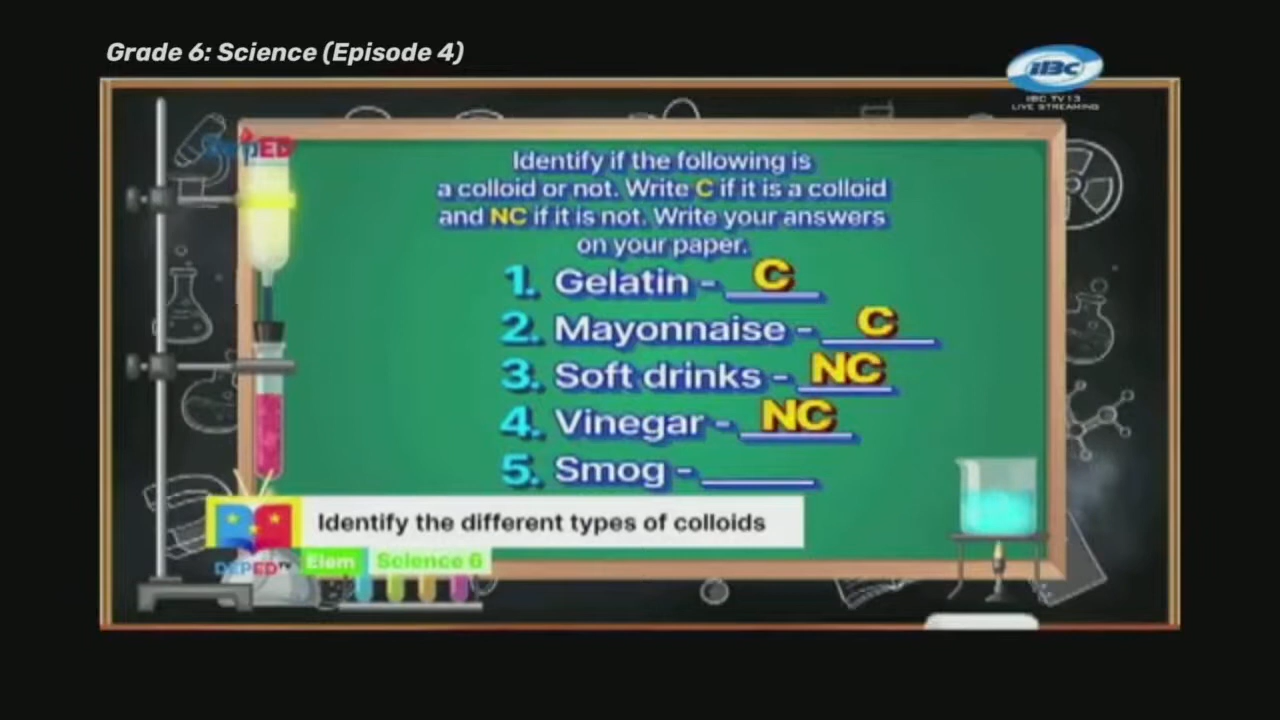 Grade 6: Science (Episode 4)
iBC
IBC TV13
LIVE STREAMING
DepED
Identify if the following is
a colloid or not. Write C if it is a colloid
and NC if it is not. Write your answers
on your paper.
1. Gelatin - C
2. Mayonnaise - C
3. Soft drinks - NC
4. Vinegar - NC
5. Smog -
Identify the different types of colloids
DEPED TV
Elem Science 6